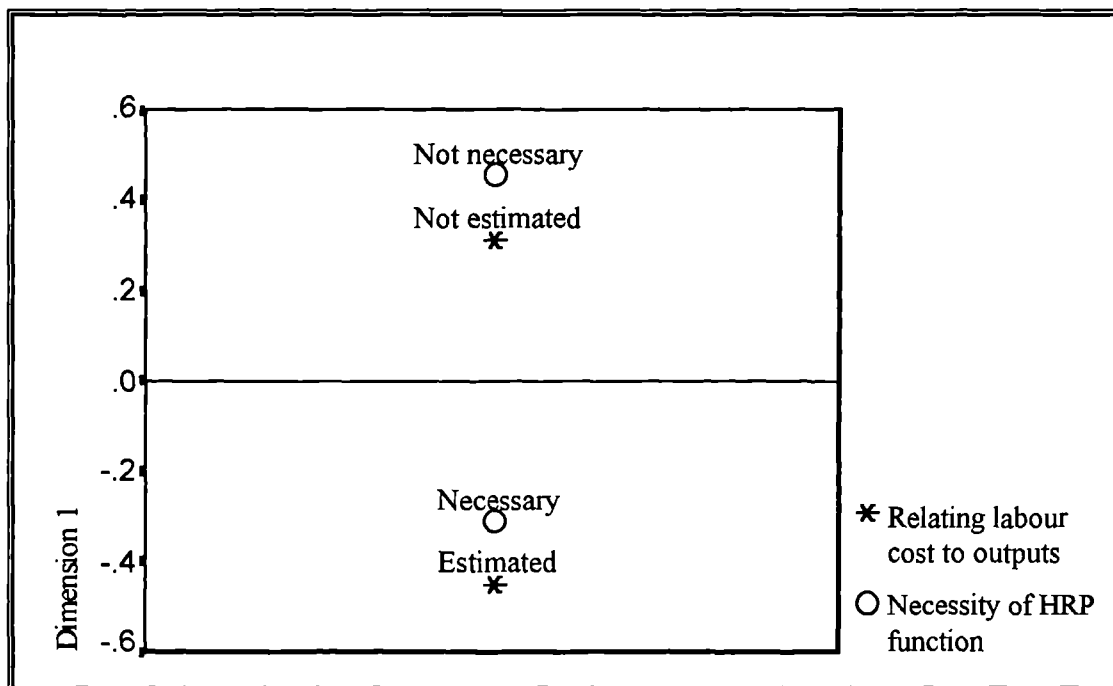 .6
Not necessary
.4
Not estimated
.2
.0
-.2
Necessary
Estimated
-.4
-.6
Dimension 1
Relating labour
cost to outputs
Necessity of HRP
function